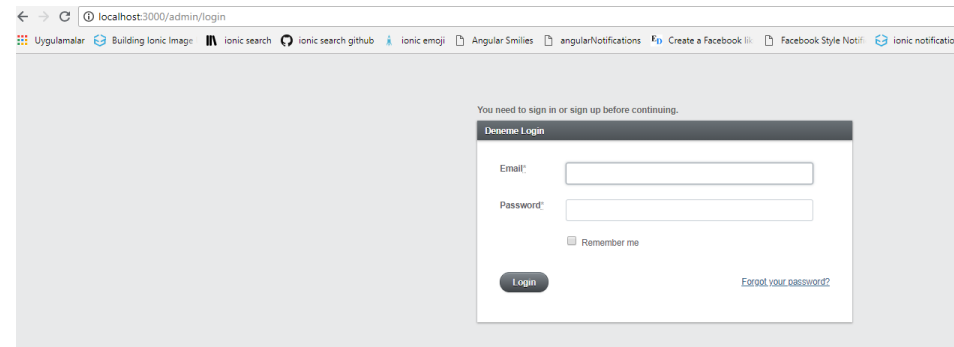 localhost:3000/admin/login
Uygulamalar Building Ionic Image ionic search ionic search github ionic emoji Angular Smilies angularNotifications ED Create a Facebook lik Facebook Style Notifi ionic notificatio
You need to sign in or sign up before continuing.
Deneme Login
Email*
Password*
Remember me
Login Forgot your password?